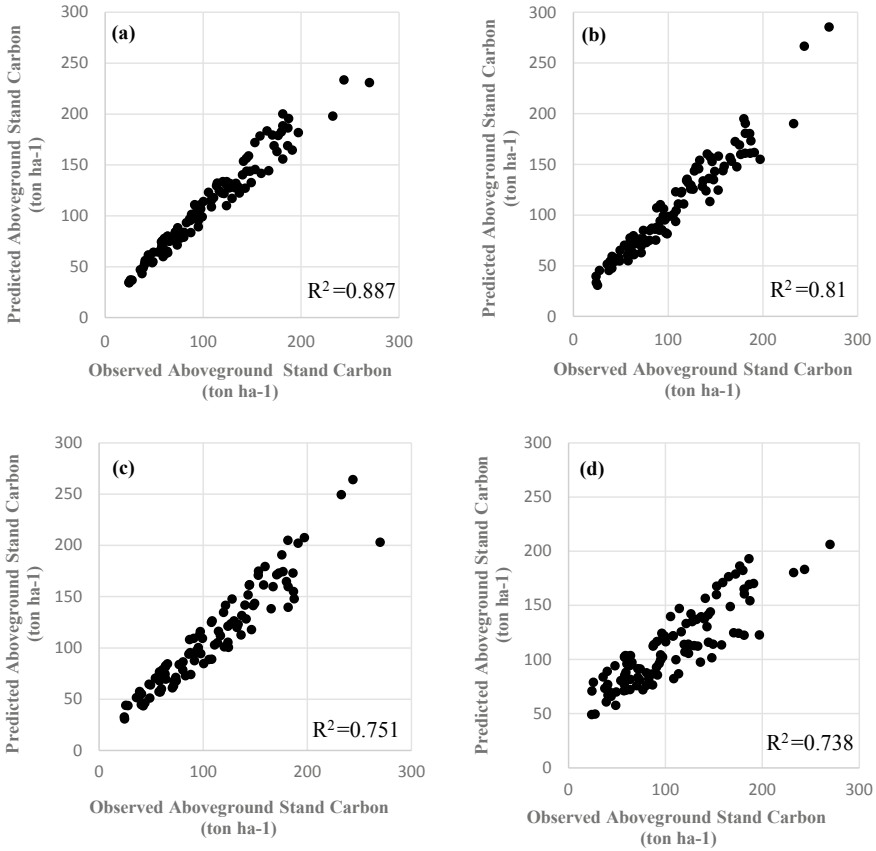 Predicted Aboveground Stand Carbon
(ton ha-1)
300
250
200
150
100
50
0
(a)
R²=0.887
0 100 200 300
Observed Aboveground Stand Carbon
(ton ha-1)
Predicted Aboveground Stand Carbon
(ton ha-1)
300
250
200
150
100
50
0
(b)
R²=0.81
0 100 200 300
Observed Aboveground Stand Carbon
(ton ha-1)
Predicted Aboveground Stand Carbon
(ton ha-1)
300
250
200
150
100
50
0
(c)
R²=0.751
0 100 200 300
Observed Aboveground Stand Carbon
(ton ha-1)
Predicted Aboveground Stand Carbon
(ton ha-1)
300
250
200
150
100
50
0
(d)
R²=0.738
0 100 200 300
Observed Aboveground Stand Carbon
(ton ha-1)